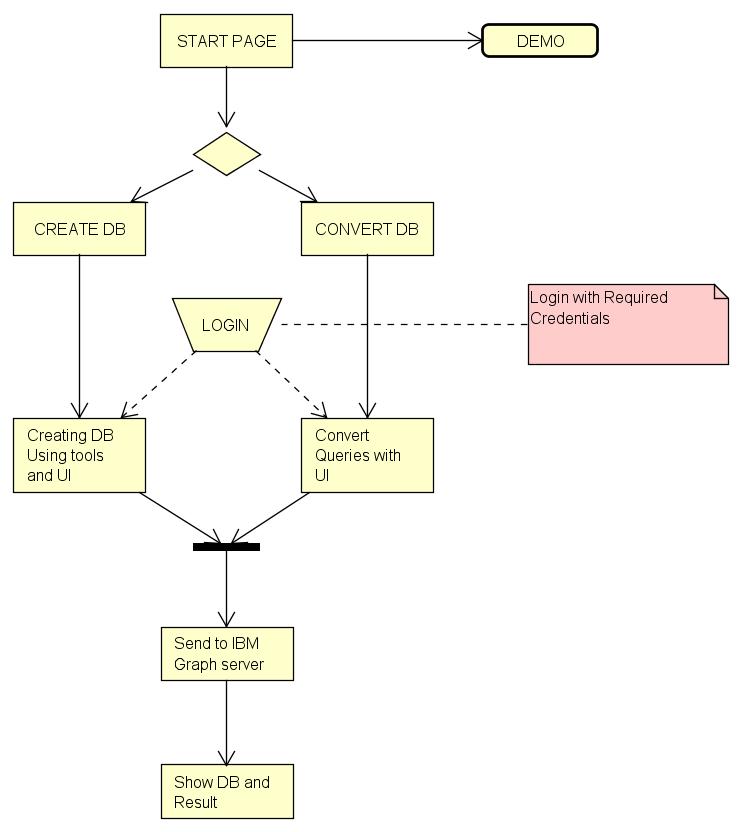 START PAGE
DEMO
CREATE DB
CONVERT DB
LOGIN
Login with Required
Credentials
Creating DB
Using tools
and UI
Convert
Queries with
UI
Send to IBM
Graph server
Show DB and
Result